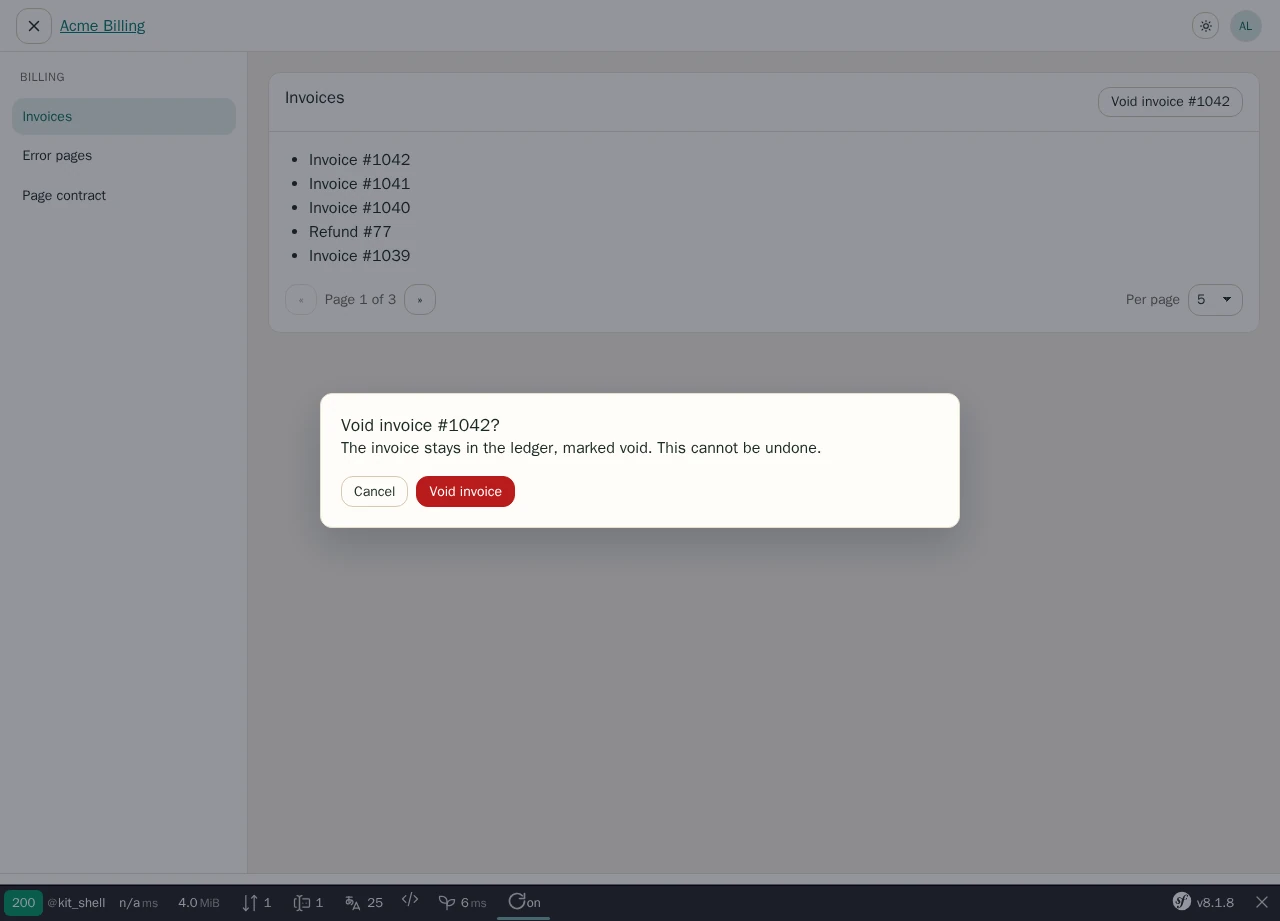 Acme Billing
AL
BILLING
Invoices
Error pages
Page contract
Invoices
Void invoice #1042
Invoice #1042
Invoice #1041
Invoice #1040
Refund #77
Invoice #1039
« Page 1 of 3 »
Per page 5
Void invoice #1042?
The invoice stays in the ledger, marked void. This cannot be undone.
Cancel Void invoice
200 @kit_shell n/a ms 4.0 MiB 1 1 25 6 ms on sf v8.1.8